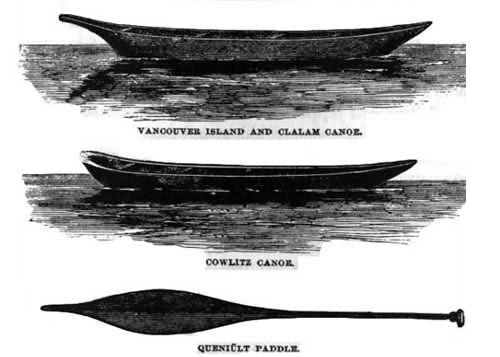 VANCOUVER ISLAND AND CLALAM CANOE.
COWLITZ CANOE.
QUENIÜLT PADDLE.